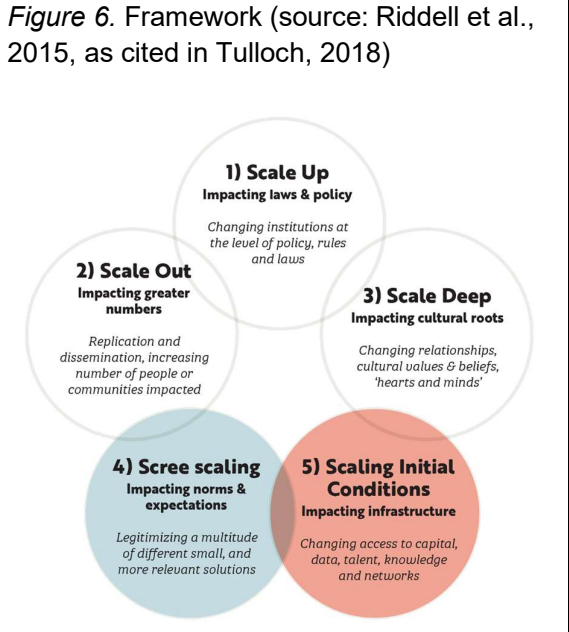 Figure 6. Framework (source: Riddell et al.,
2015, as cited in Tulloch, 2018)
1) Scale Up
Impacting laws & policy
Changing institutions at
the level of policy, rules
and laws
2) Scale Out
Impacting greater
numbers
Replication and
dissemination, increasing
number of people or
communities impacted
3) Scale Deep
Impacting cultural roots
Changing relationships,
cultural values & beliefs,
‘hearts and minds’
4) Scree scaling
Impacting norms &
expectations
Legitimizing a multitude
of different small, and
more relevant solutions
5) Scaling Initial
Conditions
Impacting infrastructure
Changing access to capital,
data, talent, knowledge
and networks